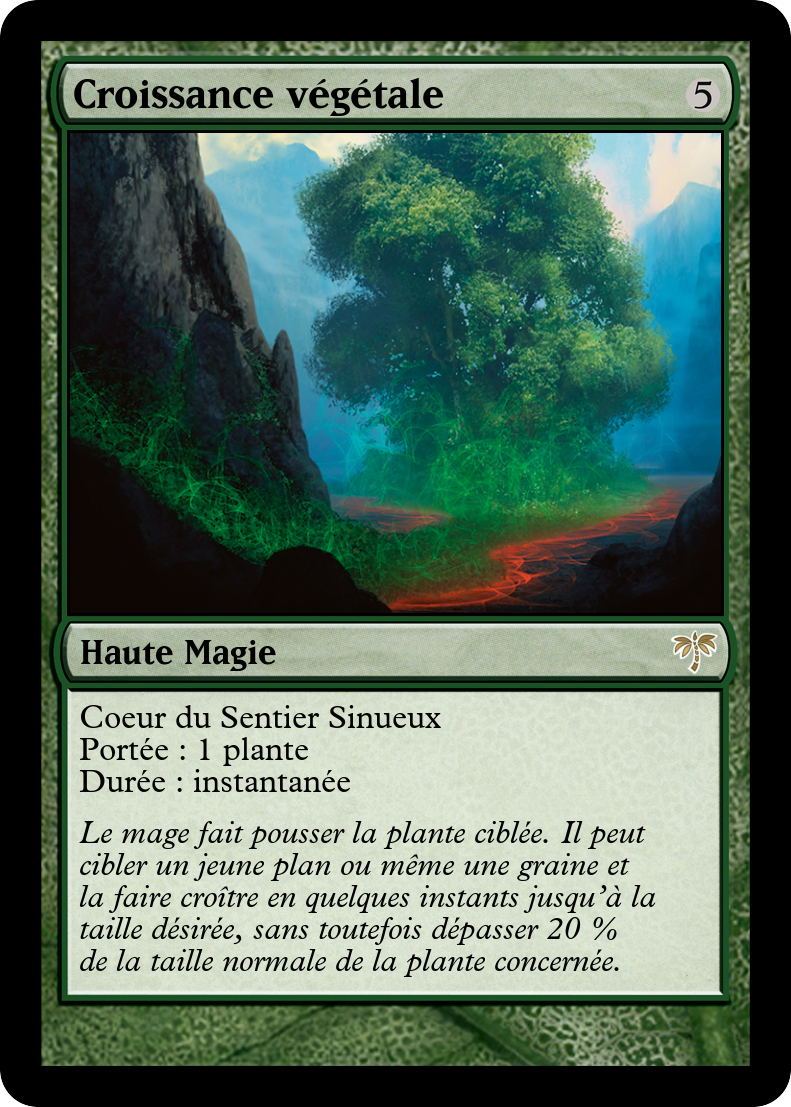 Croissance végétale
5
Haute Magie
Coeur du Sentier Sinueux
Portée : 1 plante
Durée : instantanée
Le mage fait pousser la plante ciblée. Il peut
cibler un jeune plan ou même une graine et
la faire croître en quelques instants jusqu'à la
taille désirée, sans toutefois dépasser 20 %
de la taille normale de la plante concernée.